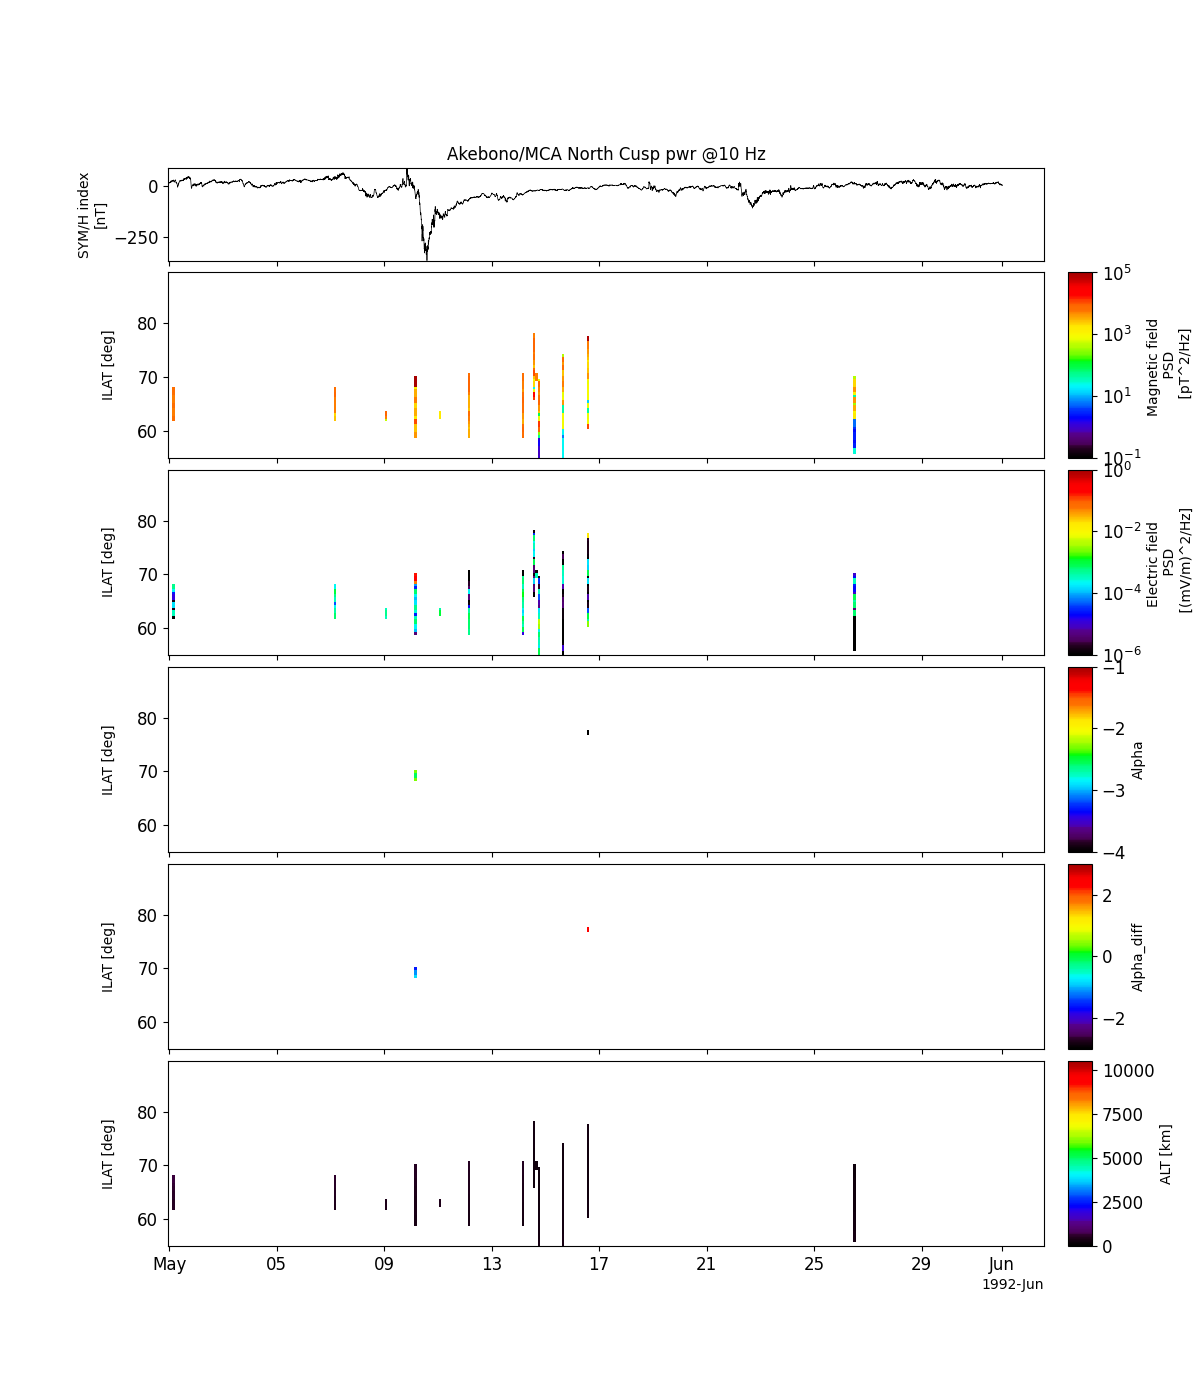 Akebono/MCA North Cusp pwr @10 Hz
SYM/H index
[nT]
0
−250
ILAT [deg]
80
70
60
10^5
10^3
10^1
10^-1
Magnetic field
PSD
[pT^2/Hz]
ILAT [deg]
80
70
60
10^0
10^-2
10^-4
10^-6
Electric field
PSD
[(mV/m)^2/Hz]
ILAT [deg]
80
70
60
−1
−2
−3
−4
Alpha
ILAT [deg]
80
70
60
2
0
−2
Alpha_diff
ILAT [deg]
80
70
60
10000
7500
5000
2500
0
ALT [km]
May 05 09 13 17 21 25 29 Jun
1992-Jun